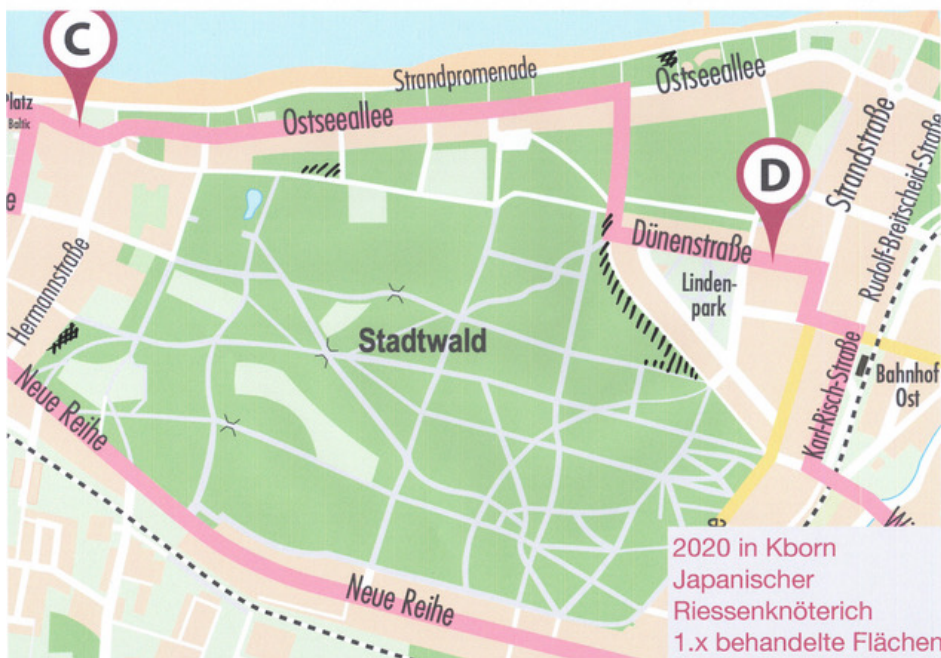 C
Strandpromenade
Ostseeallee
Ostseeallee
Platz
Baltic
D
Strandstraße
Rudolf-Breitscheid-Straße
Dünenstraße
Linden-
park
Hermannstraße
Stadtwald
Neue Reihe
Karl-Risch-Straße
Bahnhof
Ost
Neue Reihe
2020 in Kborn
Japanischer
Riessenknöterich
1.x behandelte Flächen